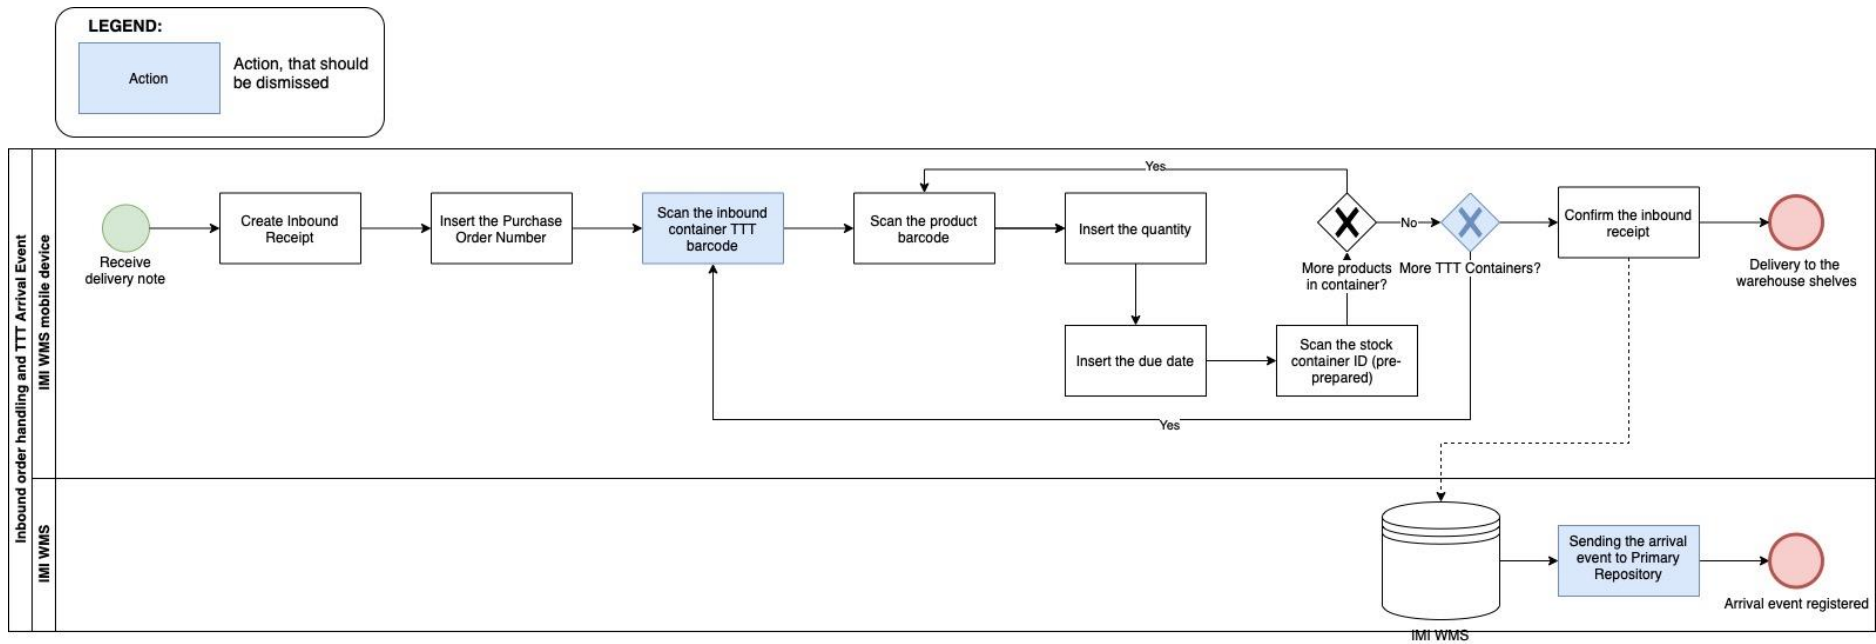 LEGEND:
Action
Action, that should
be dismissed
Inbound order handling and TTT Arrival Event
IMI WMS mobile device
Receive
delivery note
Create Inbound
Receipt
Insert the Purchase
Order Number
Scan the inbound
container TTT
barcode
Scan the product
barcode
Insert the quantity
Insert the due date
Scan the stock
container ID (pre-
prepared)
Yes
More products
in container?
No
More TTT Containers?
Yes
Confirm the inbound
receipt
Delivery to the
warehouse shelves
IMI WMS
IMI WMS
Sending the arrival
event to Primary
Repository
Arrival event registered